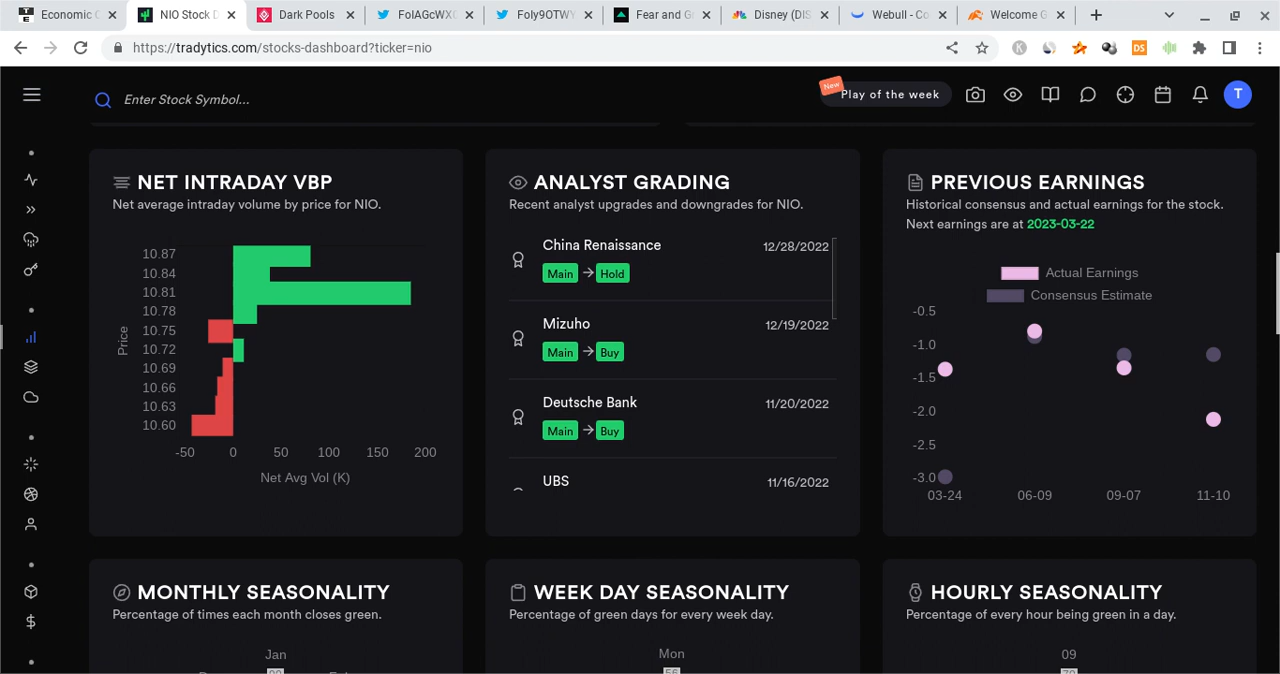 Economic C
NIO Stock D
Dark Pools
FoIAGcWXC
FoIy9OTWY
Fear and G
Disney (DIS
Webull - Co
Welcome G
https://tradytics.com/stocks-dashboard?ticker=nio
Enter Stock Symbol...
New
Play of the week
T
NET INTRADAY VBP
Net average intraday volume by price for NIO.
Price
10.87
10.84
10.81
10.78
10.75
10.72
10.69
10.66
10.63
10.60
-50 0 50 100 150 200
Net Avg Vol (K)
ANALYST GRADING
Recent analyst upgrades and downgrades for NIO.
China Renaissance 12/28/2022
Main → Hold
Mizuho 12/19/2022
Main → Buy
Deutsche Bank 11/20/2022
Main → Buy
UBS 11/16/2022
PREVIOUS EARNINGS
Historical consensus and actual earnings for the stock.
Next earnings are at 2023-03-22
Actual Earnings
Consensus Estimate
-0.5
-1.0
-1.5
-2.0
-2.5
-3.0
03-24 06-09 09-07 11-10
MONTHLY SEASONALITY
Percentage of times each month closes green.
Jan
WEEK DAY SEASONALITY
Percentage of green days for every week day.
Mon
HOURLY SEASONALITY
Percentage of every hour being green in a day.
09